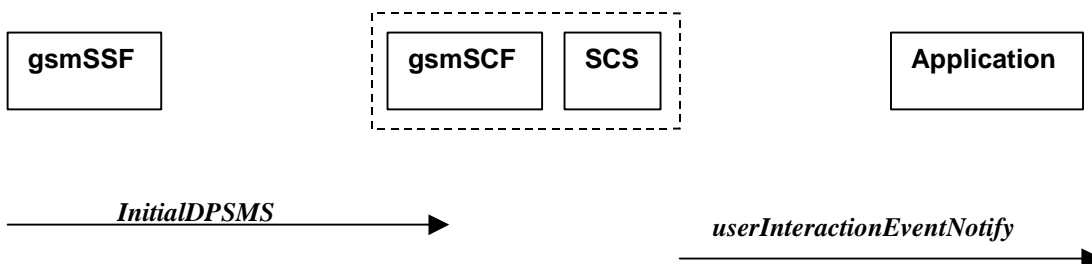 gsmSSF
gsmSCF
SCS
Application
InitialDPSMS
userInteractionEventNotify